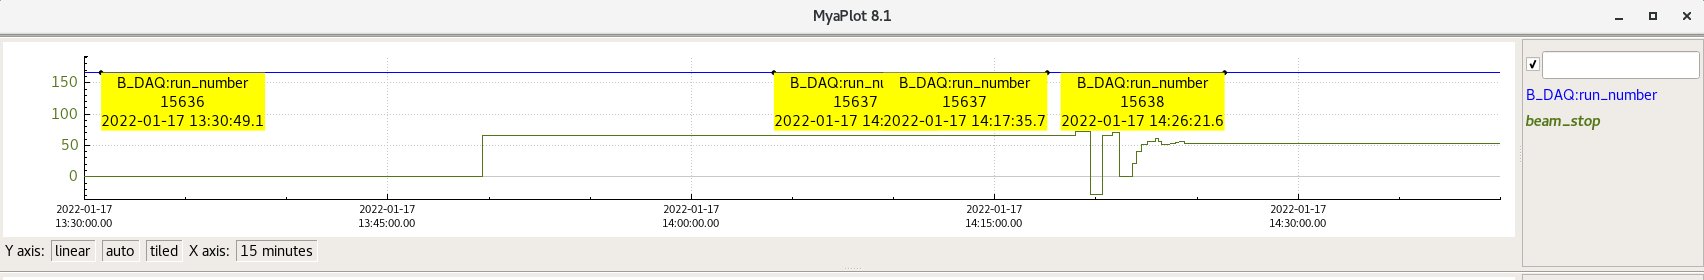 MyaPlot 8.1
150
100
50
0
B_DAQ:run_number
15636
2022-01-17 13:30:49.1
B_DAQ:run_nu
15637
2022-01-17 14:
B_DAQ:run_number
15637
2022-01-17 14:17:35.7
B_DAQ:run_number
15638
2022-01-17 14:26:21.6
2022-01-17
13:30:00.00
2022-01-17
13:45:00.00
2022-01-17
14:00:00.00
2022-01-17
14:15:00.00
2022-01-17
14:30:00.00
B_DAQ:run_number
beam_stop
Y axis: linear auto tiled X axis: 15 minutes